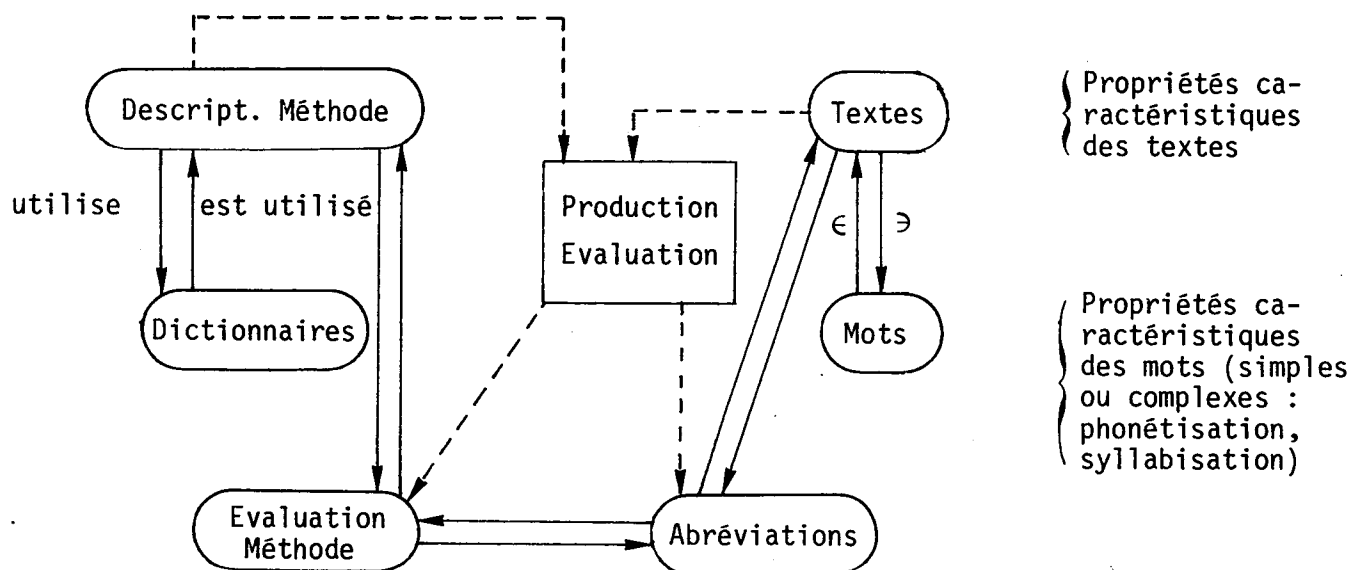 Descript. Méthode
Textes
Propriétés ca-
ractéristiques
des textes
utilise
est utilisé
Production
Evaluation
∈
∋
Dictionnaires
Mots
Propriétés ca-
ractéristiques
des mots (simples
ou complexes :
phonétisation,
syllabisation)
Evaluation
Méthode
Abréviations